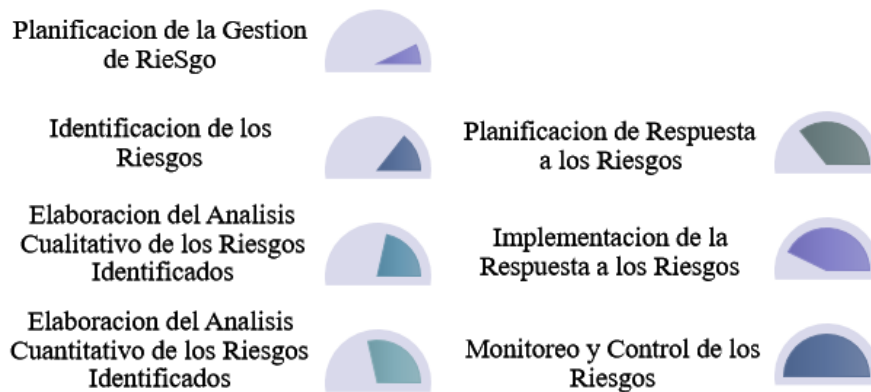 Planificacion de la Gestion
de RieSgo
Identificacion de los
Riesgos
Elaboracion del Analisis
Cualitativo de los Riesgos
Identificados
Elaboracion del Analisis
Cuantitativo de los Riesgos
Identificados
Planificacion de Respuesta
a los Riesgos
Implementacion de la
Respuesta a los Riesgos
Monitoreo y Control de los
Riesgos